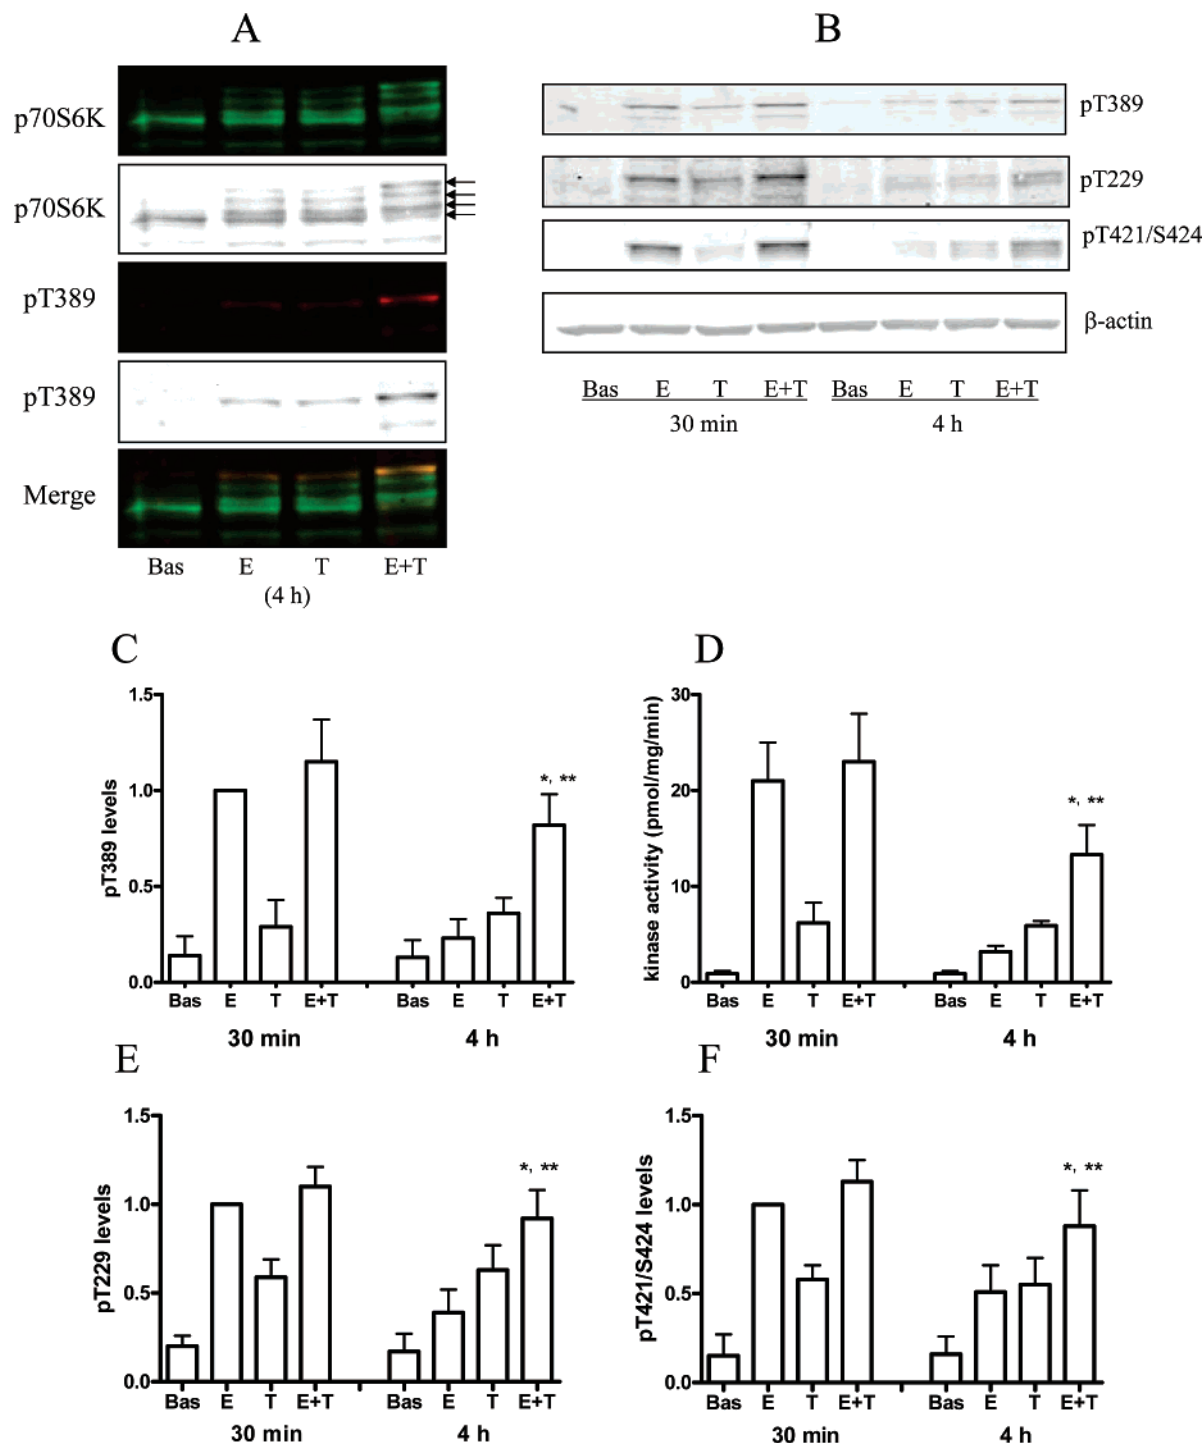 A
p70S6K
p70S6K
pT389
pT389
Merge
Bas E T E+T
(4 h)
B
pT389
pT229
pT421/S424
β-actin
Bas E T E+T Bas E T E+T
30 min 4 h
C
pT389 levels
1.5
1.0
0.5
0.0
*, **
Bas E T E+T Bas E T E+T
30 min 4 h
D
kinase activity (pmol/mg/min)
30
20
10
0
*, **
Bas E T E+T Bas E T E+T
30 min 4 h
E
pT229 levels
1.5
1.0
0.5
0.0
*, **
Bas E T E+T Bas E T E+T
30 min 4 h
F
pT421/S424 levels
1.5
1.0
0.5
0.0
*, **
Bas E T E+T Bas E T E+T
30 min 4 h